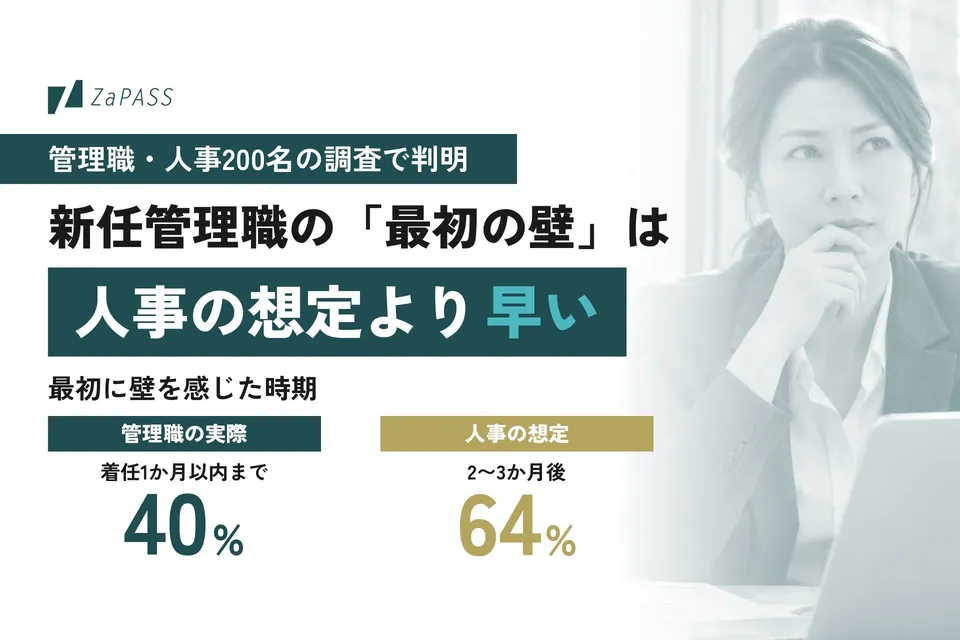 ZaPASS
管理職・人事200名の調査で判明
新任管理職の「最初の壁」は
人事の想定より早い
最初に壁を感じた時期
管理職の実際
着任1か月以内まで
40%
人事の想定
2〜3か月後
64%